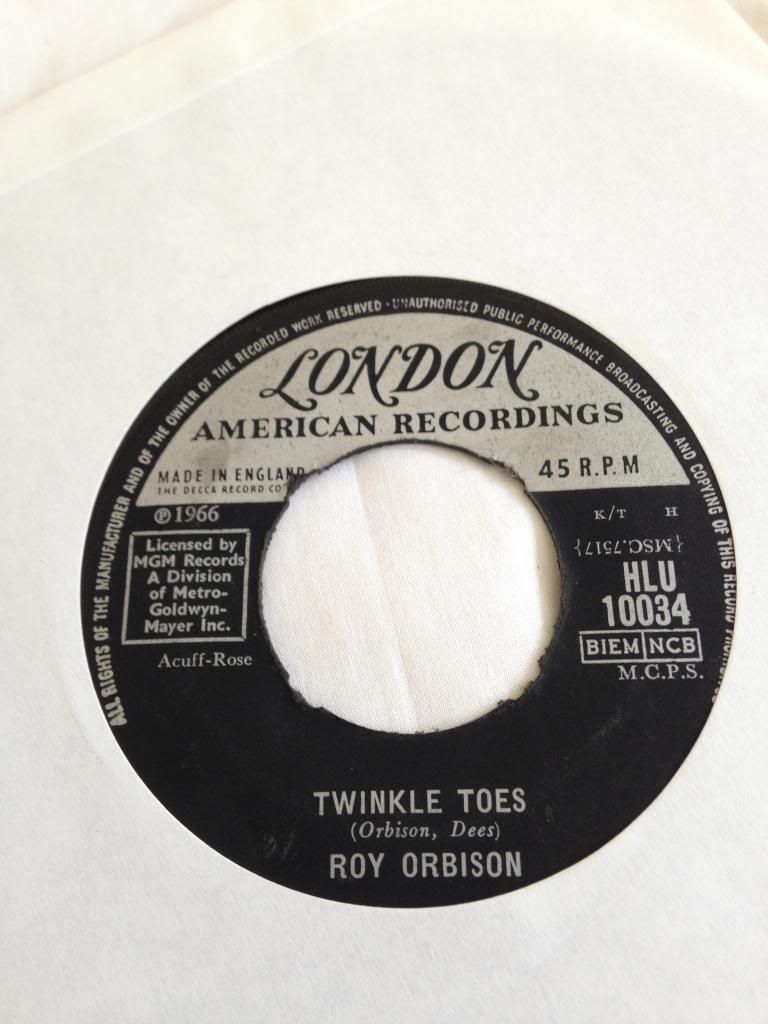 ALL RIGHTS OF THE MANUFACTURER AND OF THE OWNER OF THE RECORDED WORK RESERVED · UNAUTHORISED PUBLIC PERFORMANCE BROADCASTING AND COPYING OF THIS RECORD
LONDON
AMERICAN RECORDINGS
MADE IN ENGLAND
THE DECCA RECORD CO
45 R.P.M
℗1966
K/T H
Licensed by
MGM Records
A Division
of Metro-
Goldwyn-
Mayer Inc.
{MSC.7517}
HLU
10034
BIEM NCB
Acuff-Rose
M.C.P.S.
TWINKLE TOES
(Orbison, Dees)
ROY ORBISON